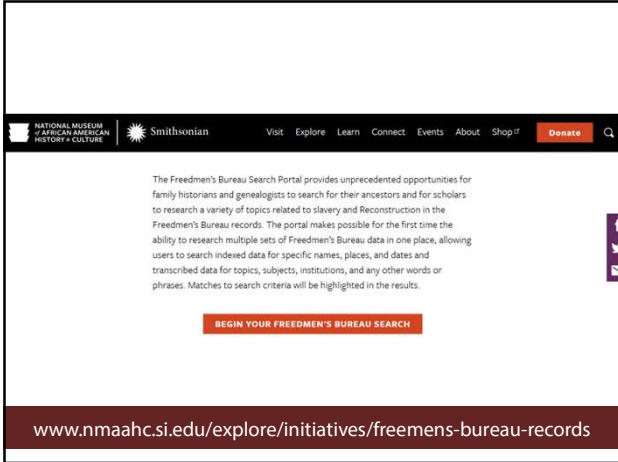 NATIONAL MUSEUM
of AFRICAN AMERICAN
HISTORY & CULTURE
Smithsonian
Visit Explore Learn Connect Events About Shop Donate
The Freedmen's Bureau Search Portal provides unprecedented opportunities for
family historians and genealogists to search for their ancestors and for scholars
to research a variety of topics related to slavery and Reconstruction in the
Freedmen's Bureau records. The portal makes possible for the first time the
ability to research multiple sets of Freedmen's Bureau data in one place, allowing
users to search indexed data for specific names, places, and dates and
transcribed data for topics, subjects, institutions, and any other words or
phrases. Matches to search criteria will be highlighted in the results.
BEGIN YOUR FREEDMEN'S BUREAU SEARCH
www.nmaahc.si.edu/explore/initiatives/freemens-bureau-records